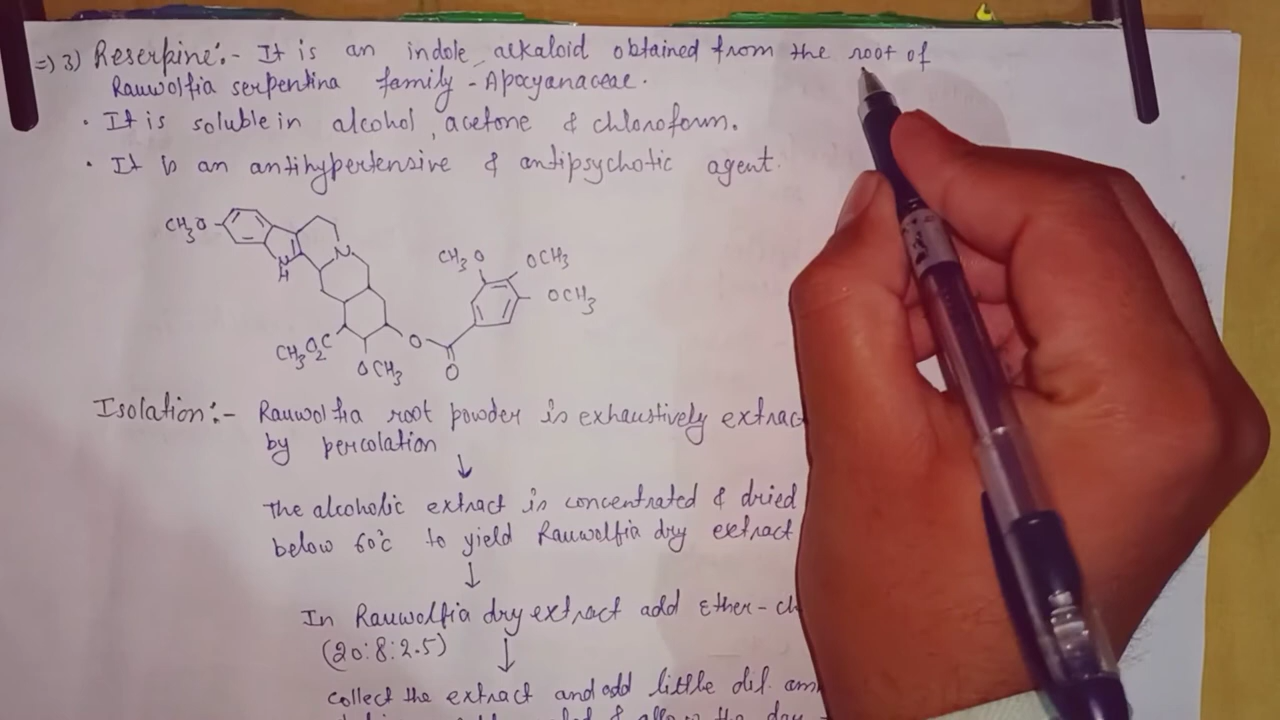 =) 3) Reserpine:- It is an indole alkaloid obtained from the root of
Rauwolfia serpentina family - Apocyanaceae.
· It is soluble in alcohol, acetone & chloroform.
· It is an antihypertensive & antipsychotic agent.
CH3O
N
H
N
CH3O
OCH3
OCH3
CH3O2C
OCH3
O
O
Isolation:- Rauwolfia root powder is exhaustively extrac
by percolation
↓
The alcoholic extract is concentrated & dried
below 60°c to yield Rauwolfia dry extract
↓
In Rauwolfia dry extract add Ether - ch
(20:8:2.5)
↓
collect the extract and add little dil. am